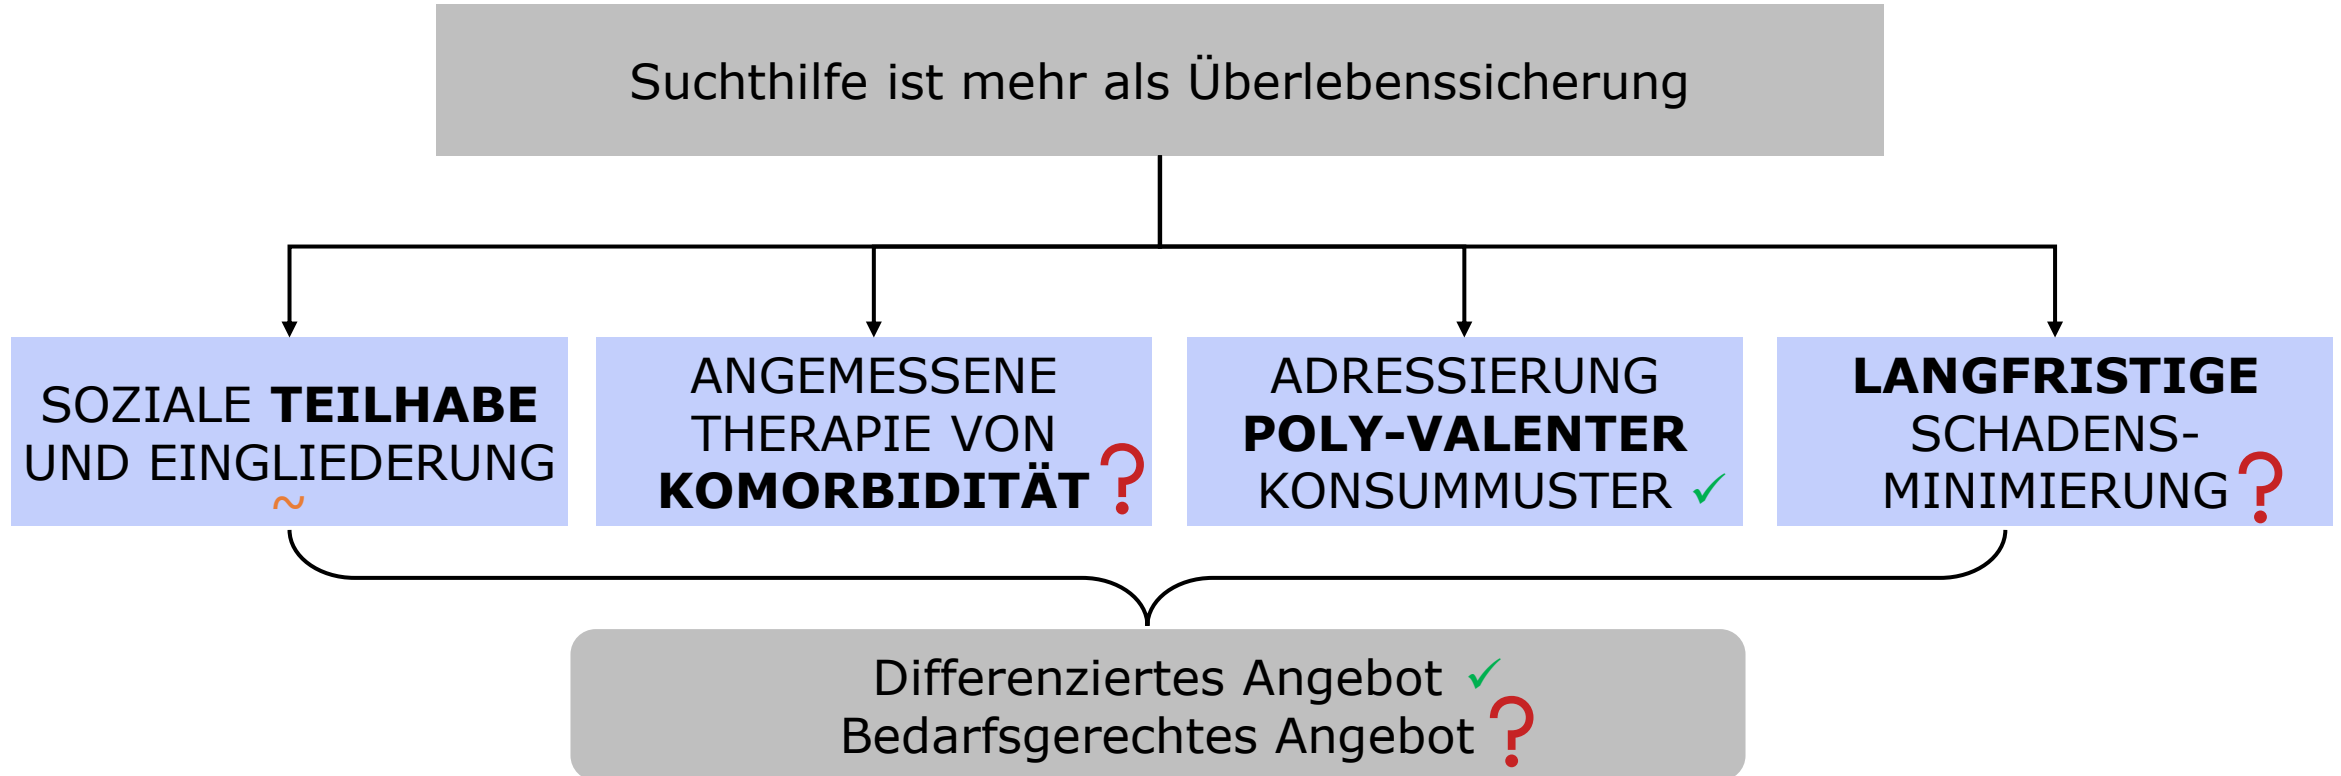 Suchthilfe ist mehr als Überlebenssicherung
SOZIALE TEILHABE
UND EINGLIEDERUNG
~
ANGEMESSENE
THERAPIE VON
KOMORBIDITÄT ?
ADRESSIERUNG
POLY-VALENTER
KONSUMMUSTER ✓
LANGFRISTIGE
SCHADENS-
MINIMIERUNG ?
Differenziertes Angebot ✓
Bedarfsgerechtes Angebot ?